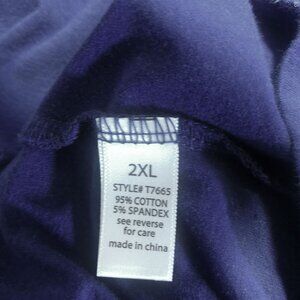 2XL
STYLE# T7665
95% COTTON
5% SPANDEX
see reverse
for care
made in china